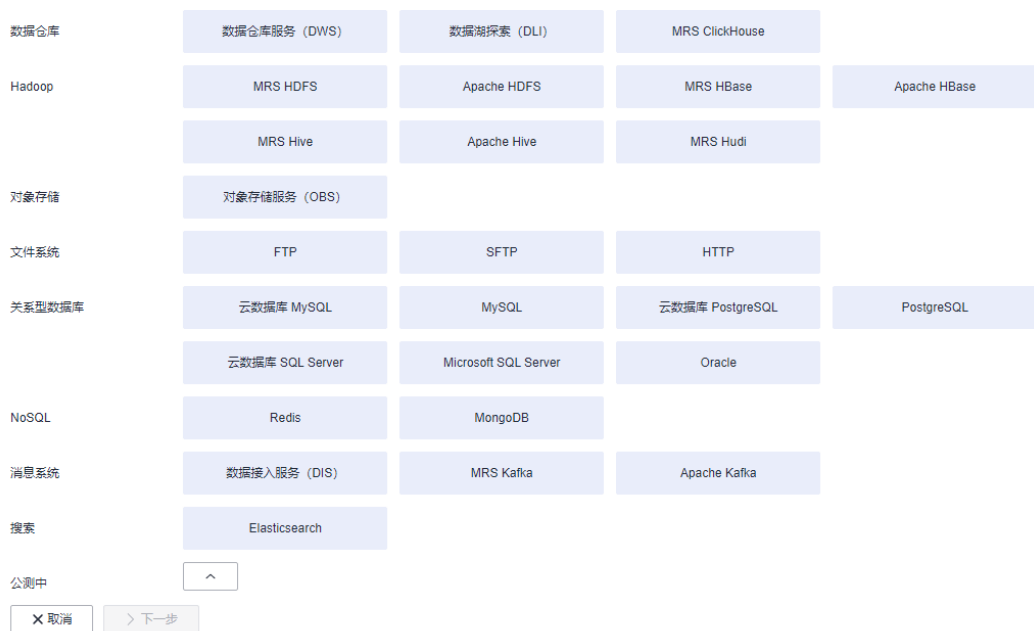 数据仓库 数据仓库服务（DWS） 数据湖探索（DLI） MRS ClickHouse
Hadoop MRS HDFS Apache HDFS MRS HBase Apache HBase
MRS Hive Apache Hive MRS Hudi
对象存储 对象存储服务（OBS）
文件系统 FTP SFTP HTTP
关系型数据库 云数据库 MySQL MySQL 云数据库 PostgreSQL PostgreSQL
云数据库 SQL Server Microsoft SQL Server Oracle
NoSQL Redis MongoDB
消息系统 数据接入服务（DIS） MRS Kafka Apache Kafka
搜索 Elasticsearch
公测中
取消 下一步